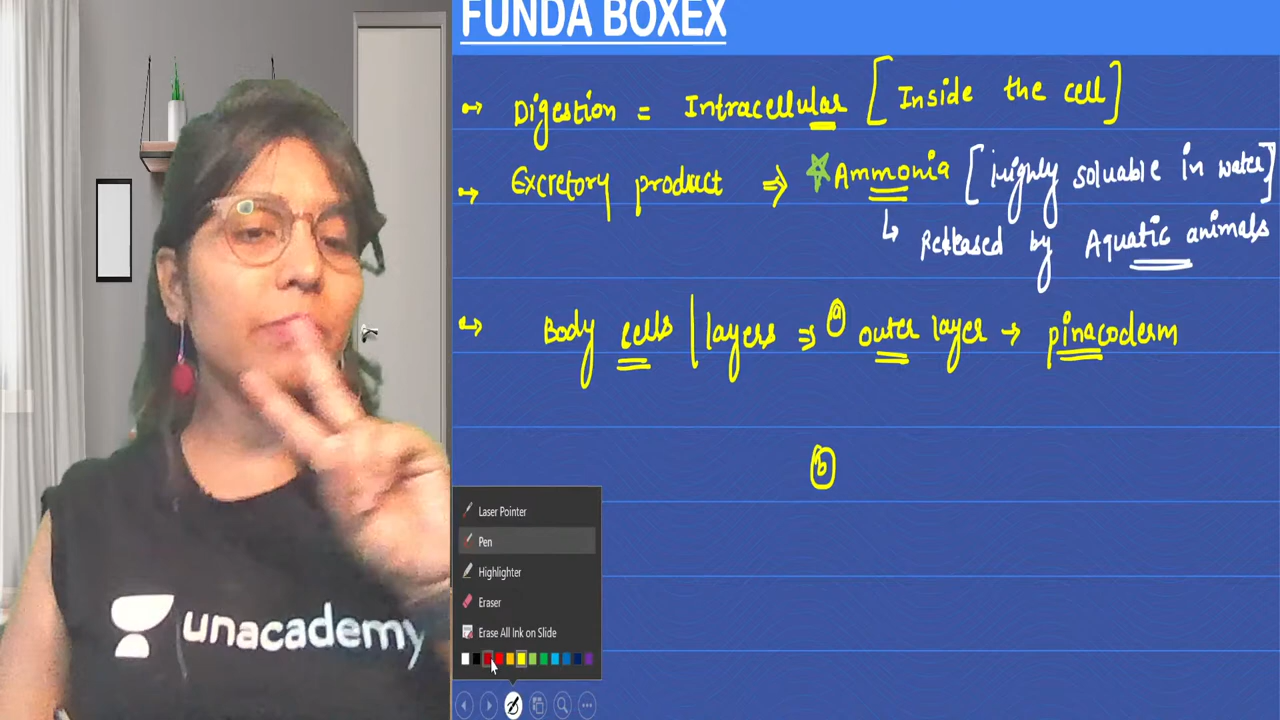 FUNDA BOXEX
↦ Digestion = Intracellular [Inside the cell]
↦ Excretory product ⇒ ☆Ammonia [highly soluable in water]
↳ Released by Aquatic animals
↦ Body cells | layers ⇒ ⓐ outer layer → pinacoderm
ⓑ
Laser Pointer
Pen
Highlighter
Eraser
Erase All Ink on Slide
unacademy